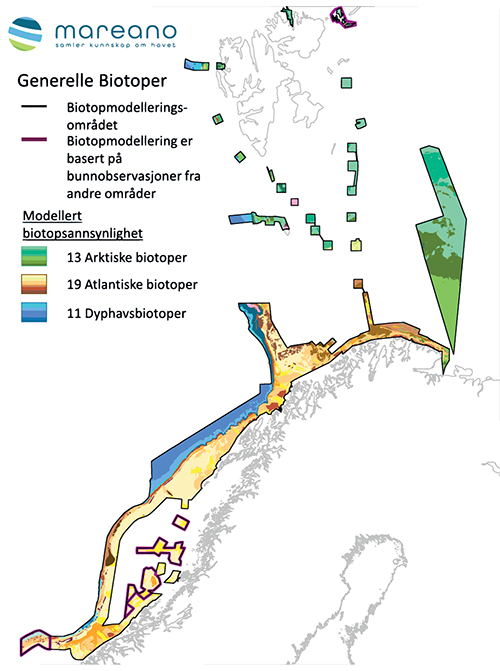 mareano
samler kunnskap om havet
Generelle Biotoper
Biotopmodellerings-
området
Biotopmodellering er
basert på
bunnobservasjoner fra
andre områder
Modellert
biotopsannsynlighet
13 Arktiske biotoper
19 Atlantiske biotoper
11 Dyphavsbiotoper